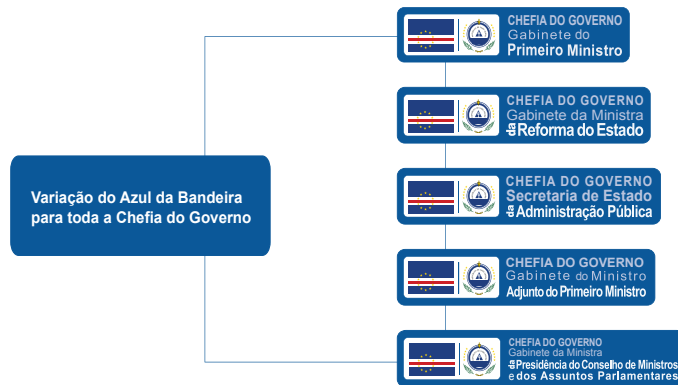 CHEFIA DO GOVERNO
Gabinete do
Primeiro Ministro
CHEFIA DO GOVERNO
Gabinete da Ministra
da Reforma do Estado
Variação do Azul da Bandeira
para toda a Chefia do Governo
CHEFIA DO GOVERNO
Secretaria de Estado
da Administração Pública
CHEFIA DO GOVERNO
Gabinete do Ministro
Adjunto do Primeiro Ministro
CHEFIA DO GOVERNO
Gabinete da Ministra
da Presidência do Conselho de Ministros
e dos Assuntos Parlamentares